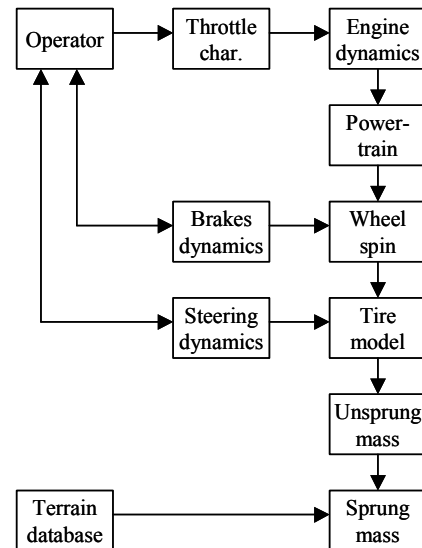 Operator
Throttle
char.
Engine
dynamics
Power-
train
Brakes
dynamics
Wheel
spin
Steering
dynamics
Tire
model
Unsprung
mass
Terrain
database
Sprung
mass